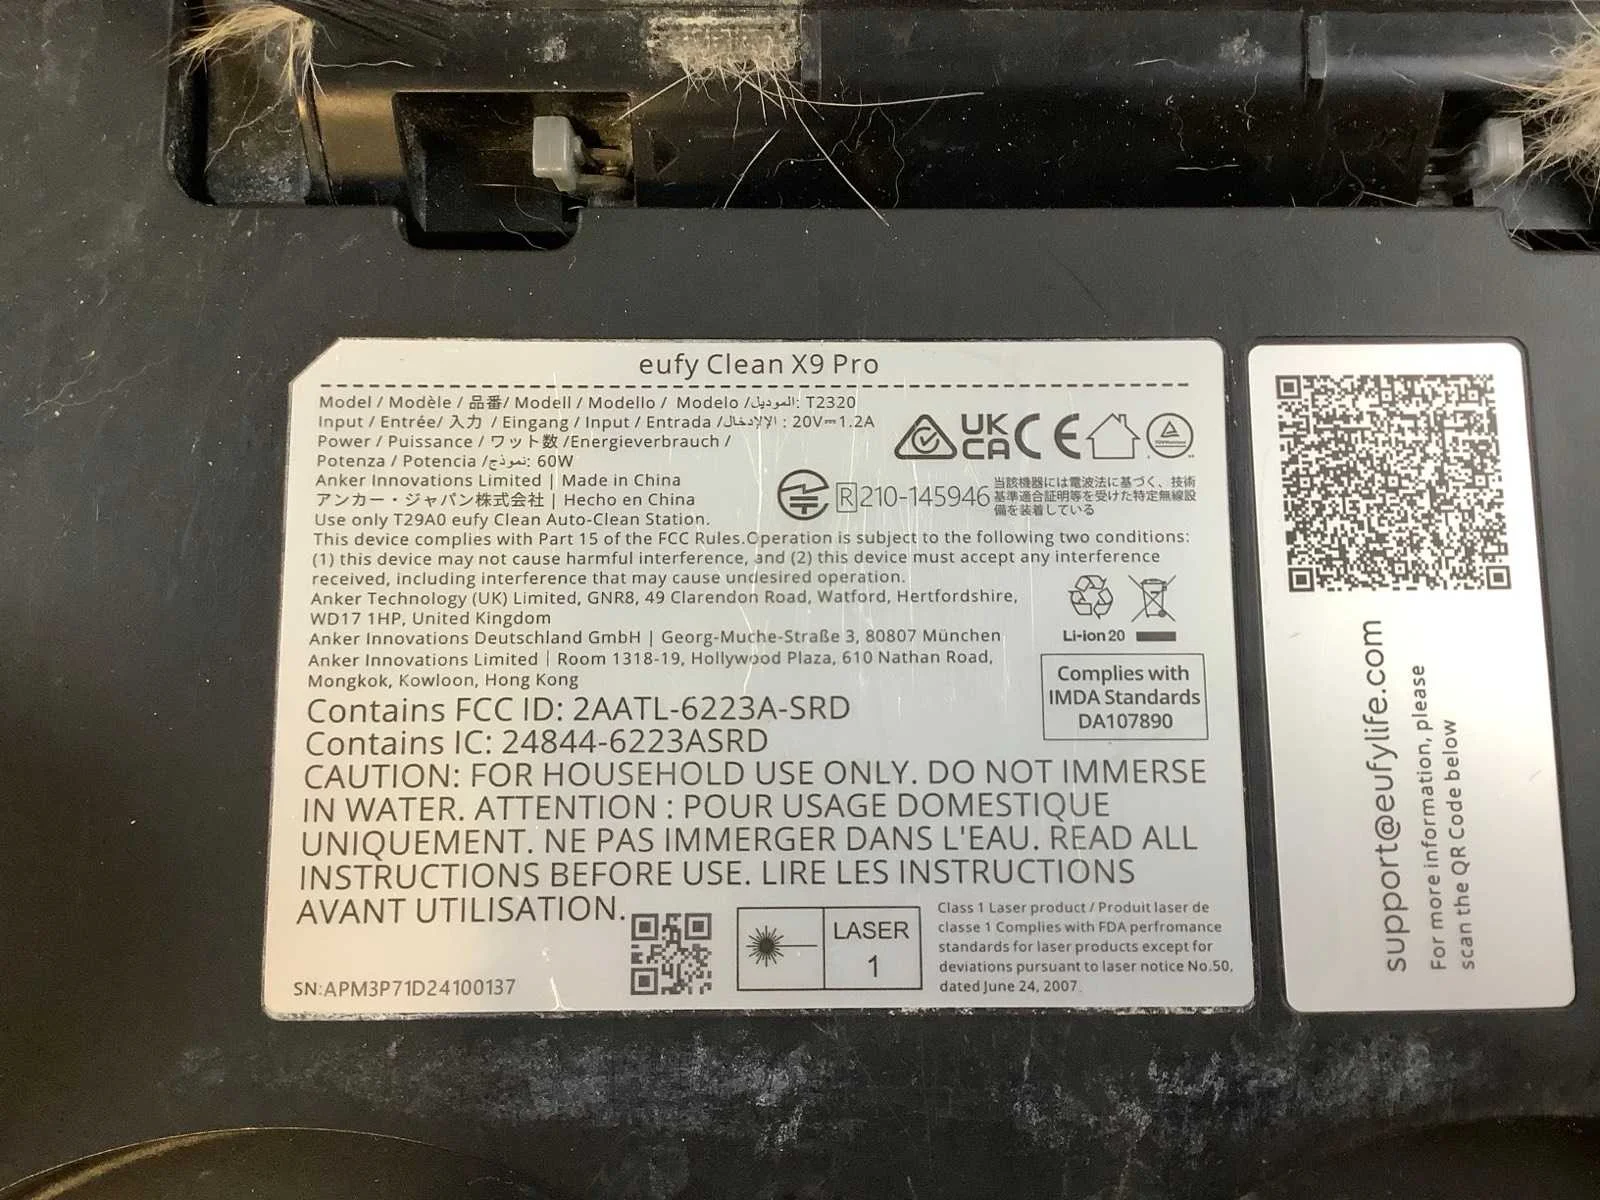 eufy Clean X9 Pro
Model / Modèle / 品番/ Modell / Modello / Modelo /الموديل: T2320
Input / Entrée/ 入力 / Eingang / Input / Entrada /الإدخال : 20V⎓1.2A
Power / Puissance / ワット数 /Energieverbrauch /
Potenza / Potencia /نموذج: 60W
Anker Innovations Limited | Made in China
アンカー・ジャパン株式会社 | Hecho en China
Use only T29A0 eufy Clean Auto-Clean Station.
UK
CA CE
R 210-145946
当該機器には電波法に基づく、技術
基準適合証明等を受けた特定無線設
備を装着している
This device complies with Part 15 of the FCC Rules.Operation is subject to the following two conditions:
(1) this device may not cause harmful interference, and (2) this device must accept any interference
received, including interference that may cause undesired operation.
Anker Technology (UK) Limited, GNR8, 49 Clarendon Road, Watford, Hertfordshire,
WD17 1HP, United Kingdom
Anker Innovations Deutschland GmbH | Georg-Muche-Straße 3, 80807 München
Anker Innovations Limited | Room 1318-19, Hollywood Plaza, 610 Nathan Road,
Mongkok, Kowloon, Hong Kong
Li-ion 20
Complies with
IMDA Standards
DA107890
Contains FCC ID: 2AATL-6223A-SRD
Contains IC: 24844-6223ASRD
CAUTION: FOR HOUSEHOLD USE ONLY. DO NOT IMMERSE
IN WATER. ATTENTION : POUR USAGE DOMESTIQUE
UNIQUEMENT. NE PAS IMMERGER DANS L'EAU. READ ALL
INSTRUCTIONS BEFORE USE. LIRE LES INSTRUCTIONS
AVANT UTILISATION.
SN:APM3P71D24100137
LASER
1
Class 1 Laser product / Produit laser de
classe 1 Complies with FDA perfromance
standards for laser products except for
deviations pursuant to laser notice No.50,
dated June 24, 2007.
support@eufylife.com
For more information, please
scan the QR Code below